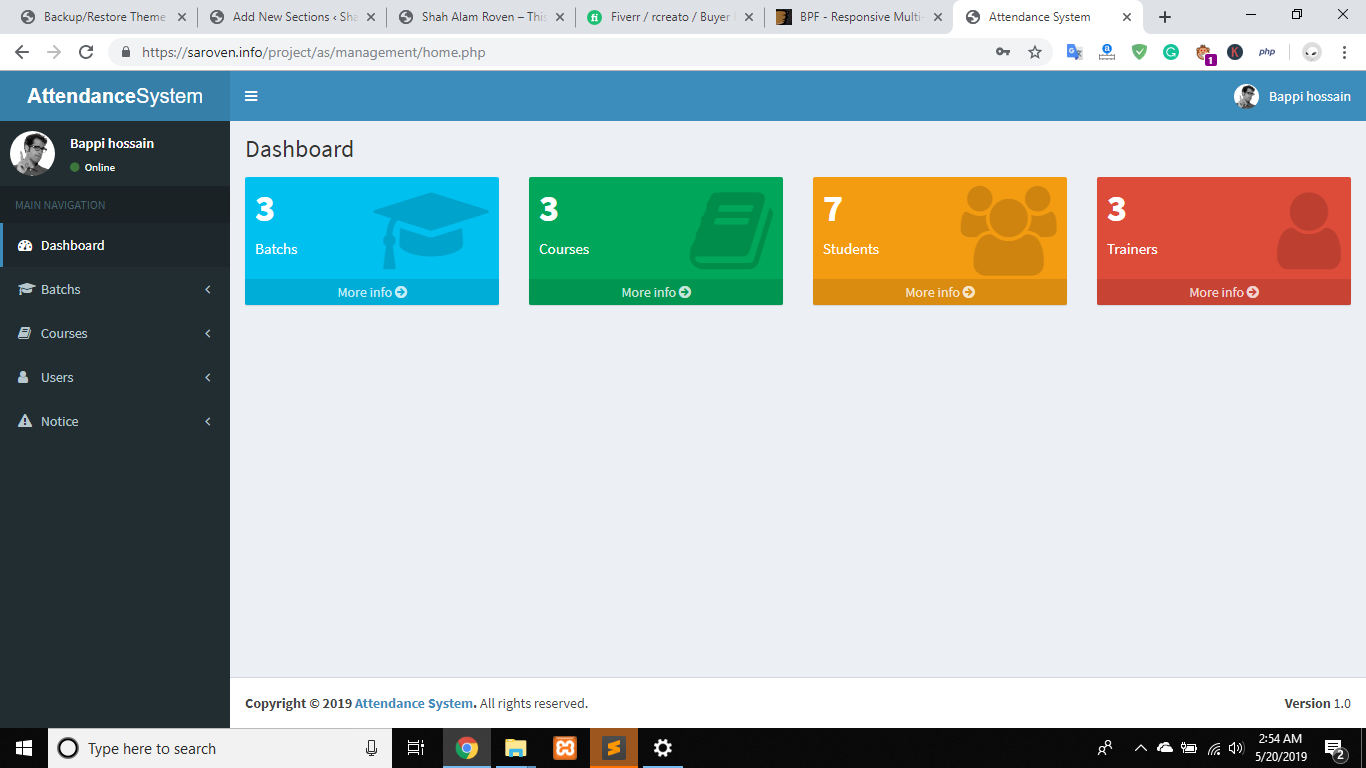 Backup/Restore Theme
Add New Sections ‹ Sha
Shah Alam Roven – This
Fiverr / rcreato / Buyer
BPF - Responsive Multi-
Attendance System
https://saroven.info/project/as/management/home.php
1
K
php
AttendanceSystem
Bappi hossain
Bappi hossain
Online
MAIN NAVIGATION
Dashboard
Batchs
Courses
Users
Notice
Dashboard
3
Batchs
More info
3
Courses
More info
7
Students
More info
3
Trainers
More info
Copyright © 2019 Attendance System. All rights reserved.
Version 1.0
Type here to search
2:54 AM
5/20/2019
2